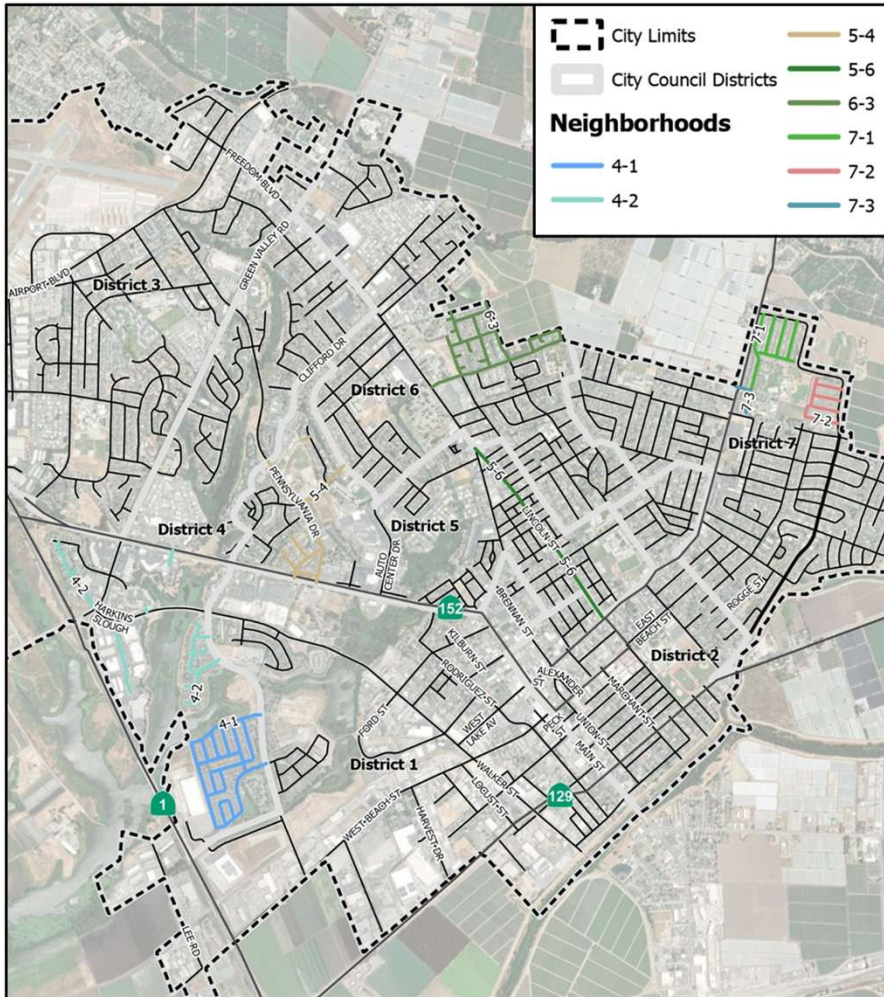 City Limits
City Council Districts
Neighborhoods
4-1
4-2
5-4
5-6
6-3
7-1
7-2
7-3
FREEDOM BLVD
GREEN VALLEY RD
AIRPORT BLVD
District 3
CLIFFORD DR
District 6
6-3
7-1
7-3
7-2
District 7
PENNSYLVANIA DR
5-4
5-6
LINCOLN ST
District 4
District 5
AUTO
CENTER DR
5-6
4-2
HARKINS
SLOUGH
152
BRENNAN ST
EAST
BEACH ST
ROGGE ST
KILBURN ST
RODRIGUEZ ST
ALEXANDER
ST
MARCHANT ST
District 2
4-2
4-1
FORD ST
WEST
LAKE AV
PECK
UNION ST
MAIN ST
District 1
WALKER ST
LOCUST ST
129
1
WEST BEACH ST
HARVEST DR
LEE RD